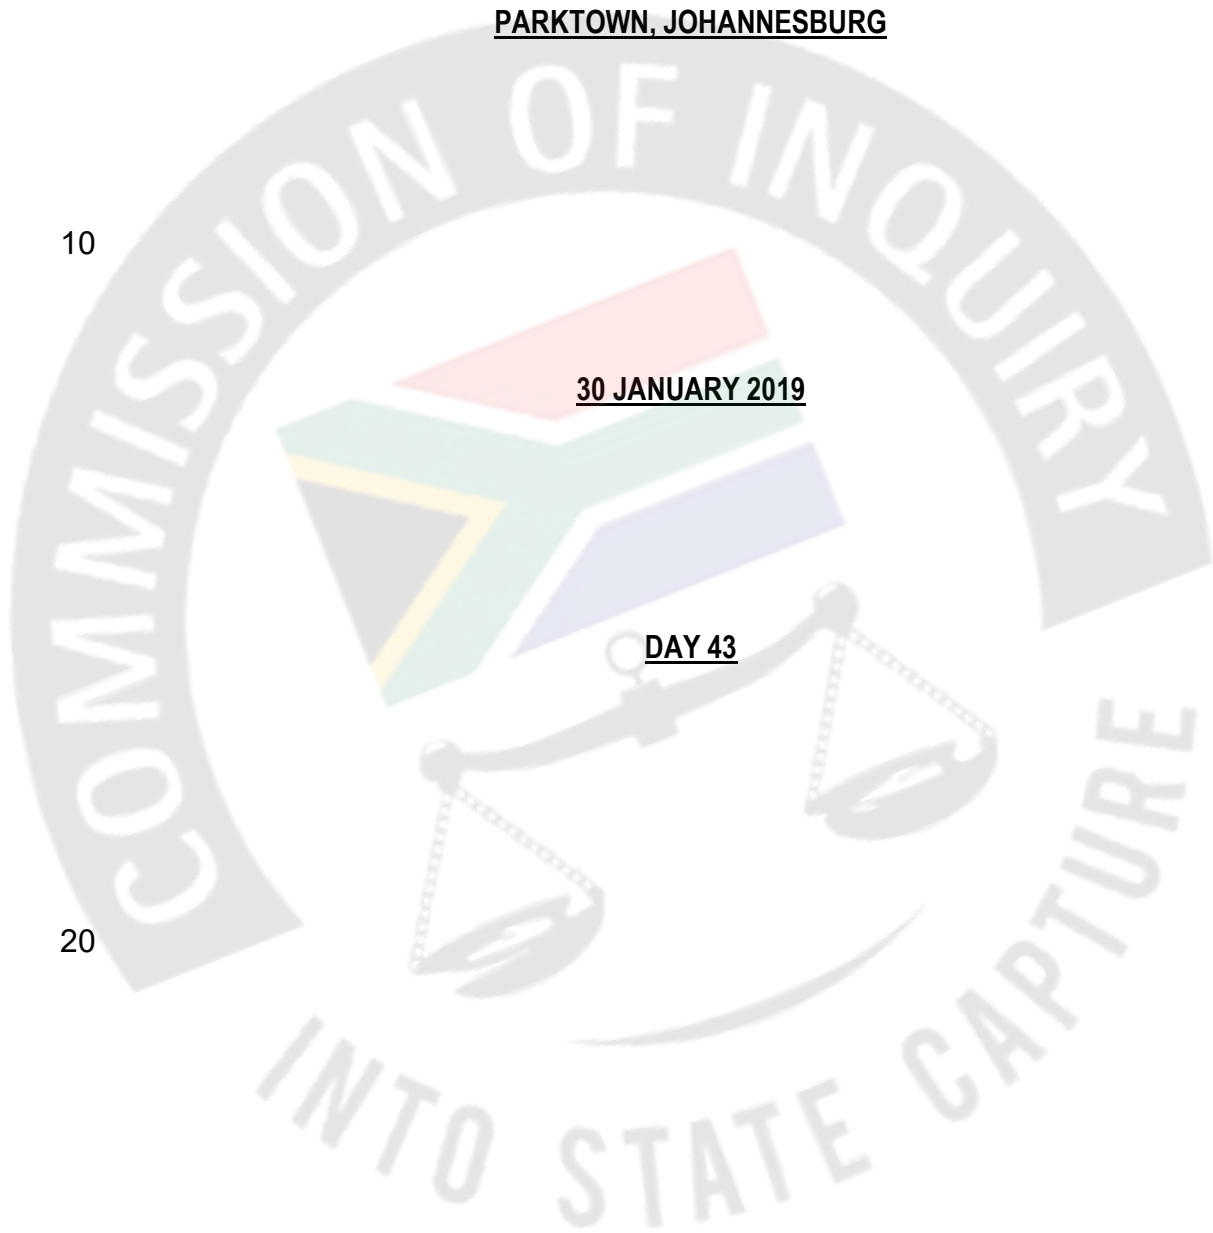 PARKTOWN, JOHANNESBURG
COMMISSION OF INQUIRY
10
30 JANUARY 2019
DAY 43
20
INTO STATE CAPTURE